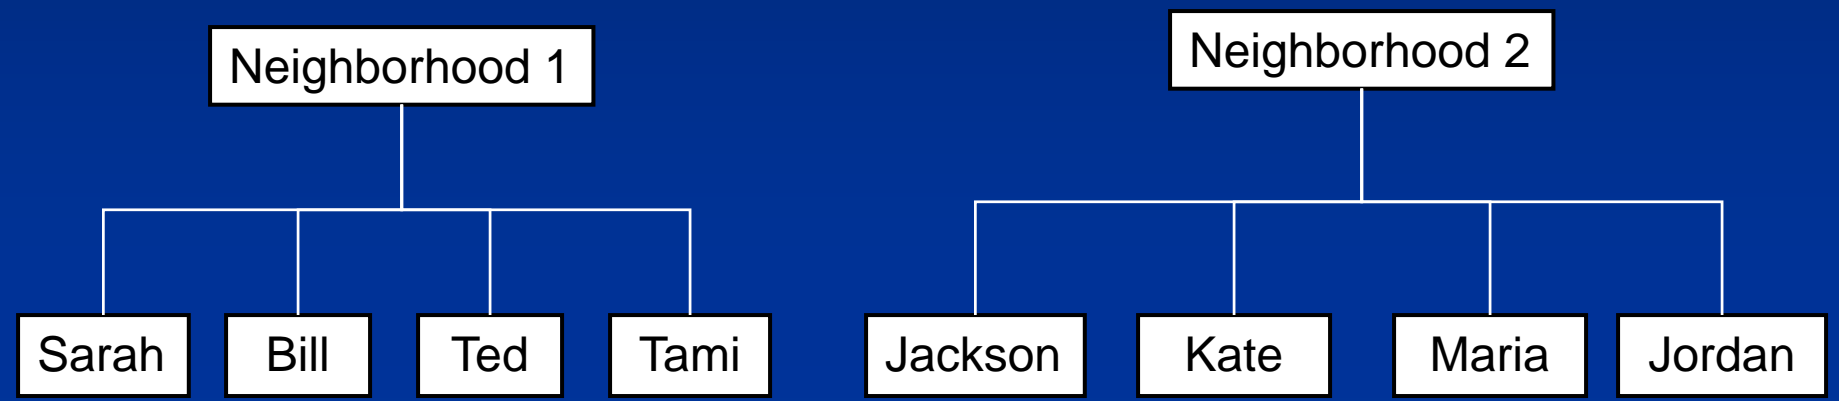 Neighborhood 1
Neighborhood 2
Sarah
Bill
Ted
Tami
Jackson
Kate
Maria
Jordan